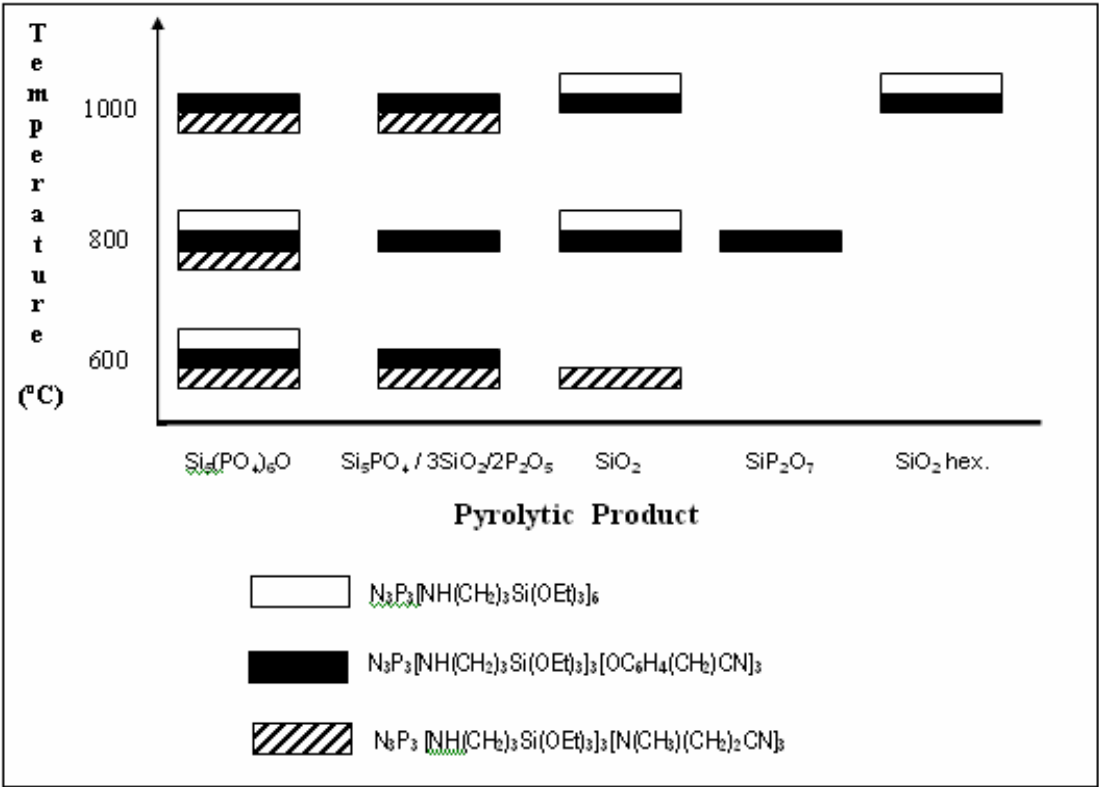 Temperature
(°C)
1000
800
600
Si₅(PO₄)₆O
Si₅PO₄ / 3SiO₂/2P₂O₅
SiO₂
SiP₂O₇
SiO₂ hex.
Pyrolytic Product
N₃P₃[NH(CH₂)₃Si(OEt)₃]₆
N₃P₃[NH(CH₂)₃Si(OEt)₃]₃[OC₆H₄(CH₂)CN]₃
N₃P₃ [NH(CH₂)₃Si(OEt)₃]₃[N(CH₃)(CH₂)₂CN]₃